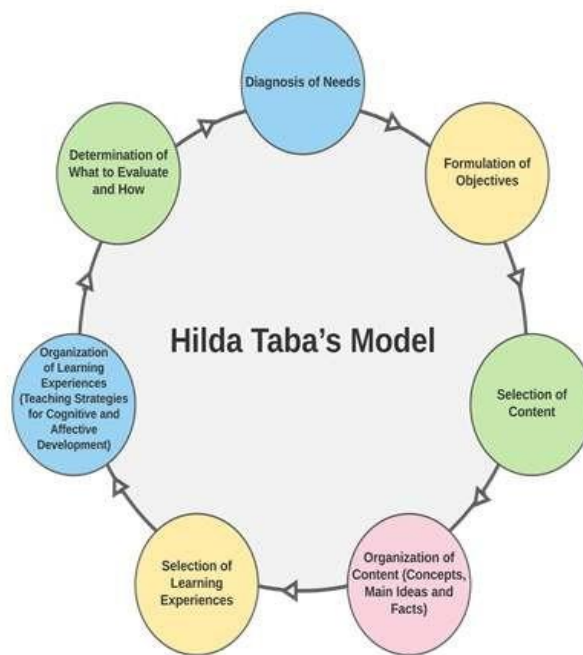 Diagnosis of Needs
Formulation of
Objectives
Selection of
Content
Organization of
Content (Concepts,
Main Ideas and
Facts)
Selection of
Learning
Experiences
Organization
of Learning
Experiences
(Teaching Strategies
for Cognitive and
Affective
Development)
Determination of
What to Evaluate
and How
Hilda Taba's Model